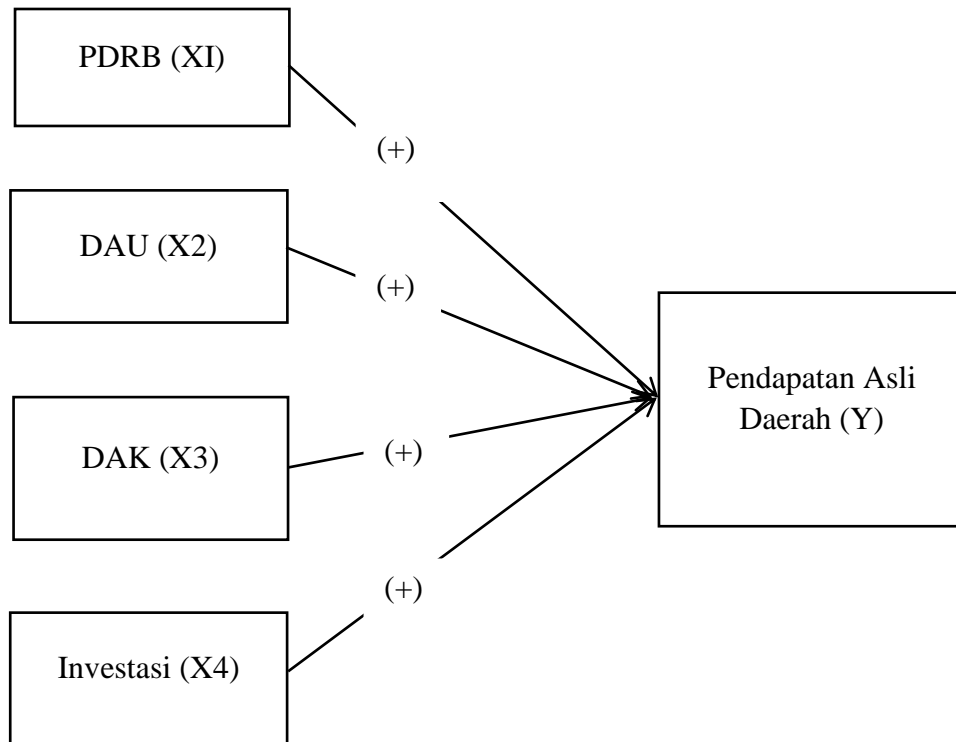 PDRB (XI)
(+)
DAU (X2)
(+)
Pendapatan Asli
Daerah (Y)
DAK (X3)
(+)
(+)
Investasi (X4)